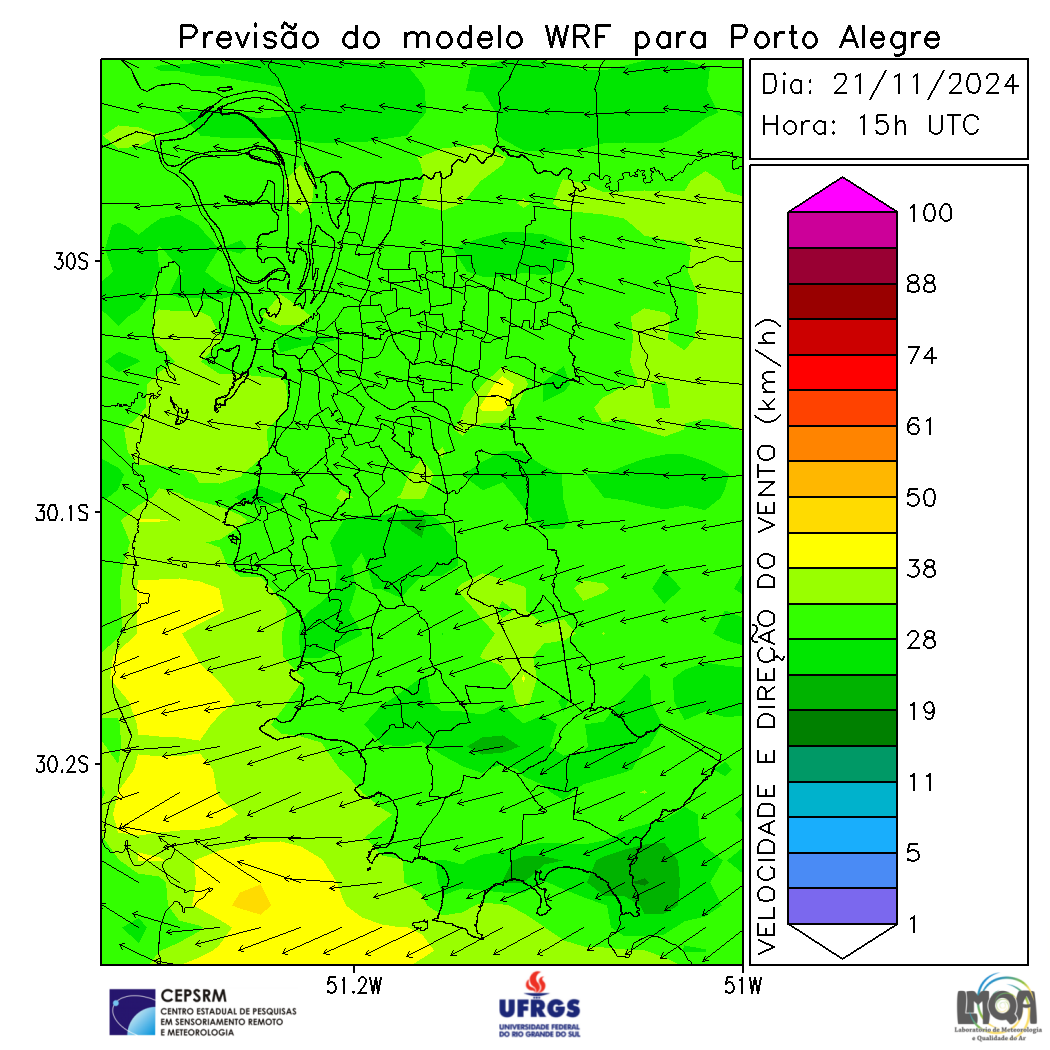 Previsão do modelo WRF para Porto Alegre
Dia: 21/11/2024
Hora: 15h UTC
30S
30.1S
30.2S
51.2W
51W
VELOCIDADE E DIREÇÃO DO VENTO (km/h)
100
88
74
61
50
38
28
19
11
5
1
CEPSRM
CENTRO ESTADUAL DE PESQUISAS
EM SENSORIAMENTO REMOTO
E METEOROLOGIA
UFRGS
UNIVERSIDADE FEDERAL
DO RIO GRANDE DO SUL
LMQA
Laboratório de Meteorologia
e Qualidade do Ar